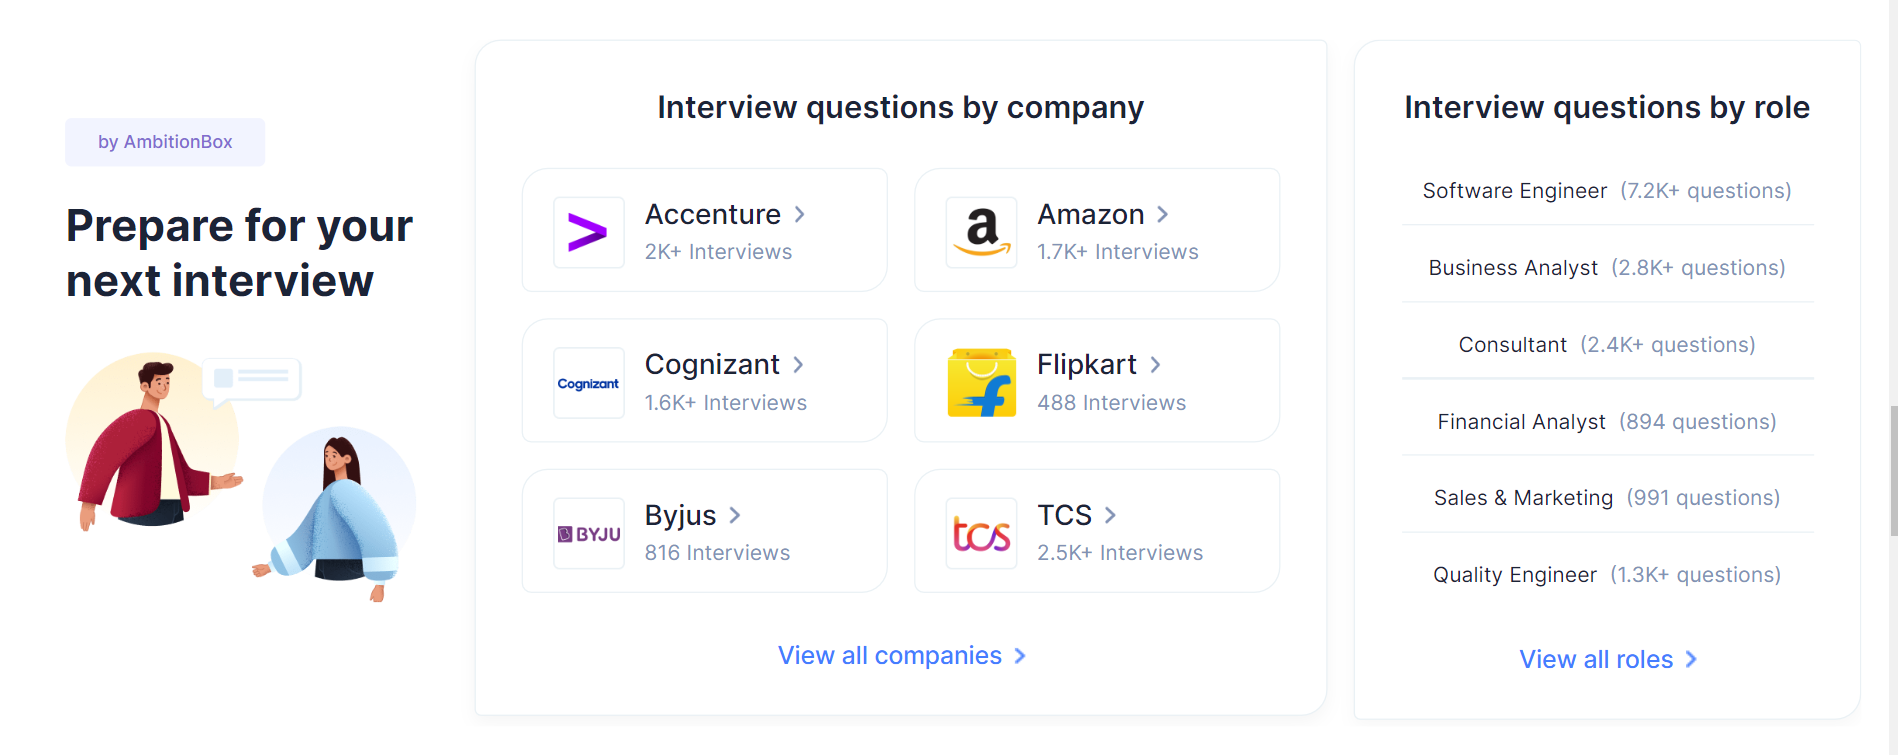 by AmbitionBox
Prepare for your
next interview
Interview questions by company
Accenture
2K+ Interviews
Amazon
1.7K+ Interviews
Cognizant
Cognizant
1.6K+ Interviews
Flipkart
488 Interviews
BYJU
Byjus
816 Interviews
tcs
TCS
2.5K+ Interviews
View all companies
Interview questions by role
Software Engineer (7.2K+ questions)
Business Analyst (2.8K+ questions)
Consultant (2.4K+ questions)
Financial Analyst (894 questions)
Sales & Marketing (991 questions)
Quality Engineer (1.3K+ questions)
View all roles